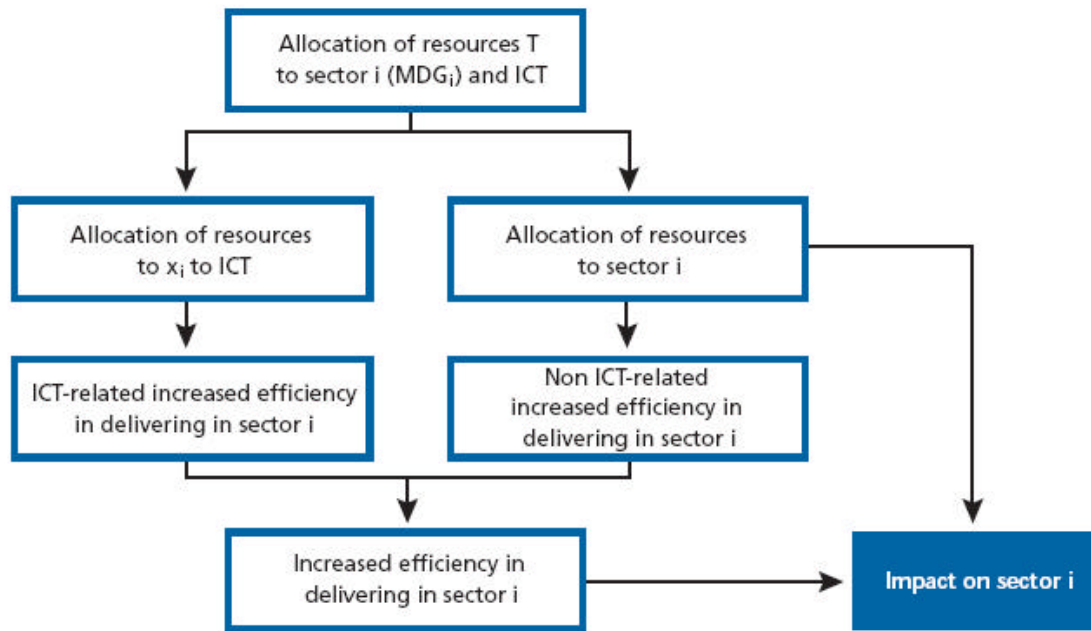 Allocation of resources T
to sector i (MDGi) and ICT
Allocation of resources
to xi to ICT
Allocation of resources
to sector i
ICT-related increased efficiency
in delivering in sector i
Non ICT-related
increased efficiency in
delivering in sector i
Increased efficiency in
delivering in sector i
Impact on sector i